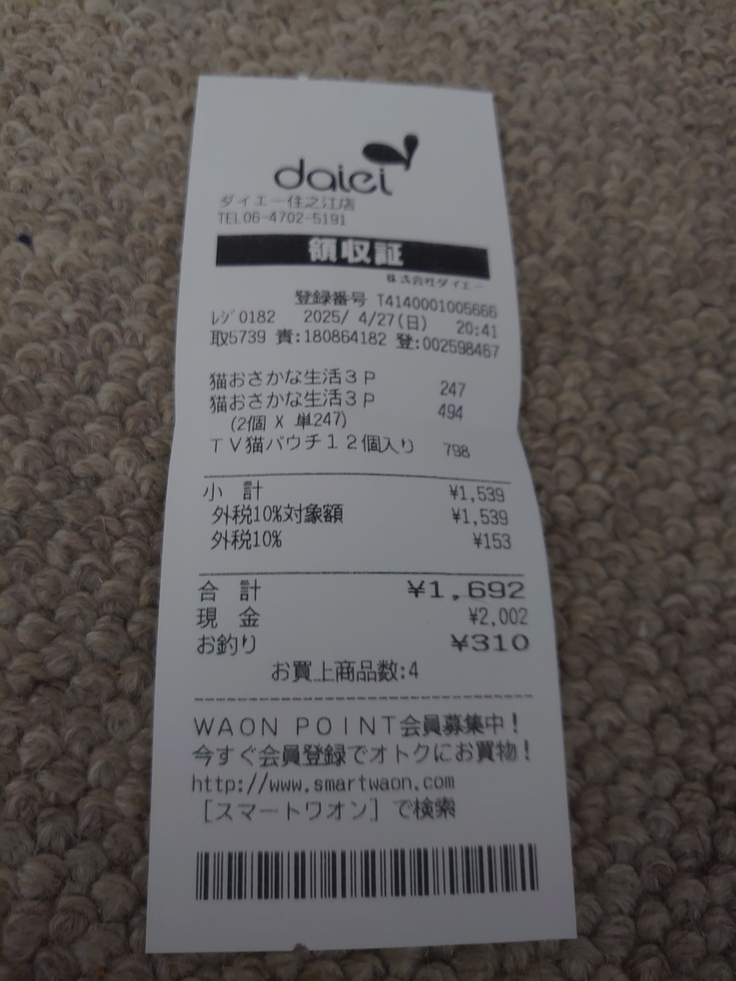 daiei
ダイエー住之江店
TEL06-4702-5191
領収証
株式会社ダイエー
登録番号 T4140001005666
レジ0182 2025/ 4/27(日) 20:41
取5739 責:180864182 登:002598467
猫おさかな生活3P 247
猫おさかな生活3P 494
(2個 X 単247)
TV猫パウチ12個入り 798
小 計 ¥1,539
外税10%対象額 ¥1,539
外税10% ¥153
合 計 ¥1,692
現 金 ¥2,002
お釣り ¥310
お買上商品数:4
WAON POINT会員募集中!
今すぐ会員登録でオトクにお買物!
http://www.smartwaon.com
[スマートワオン]で検索